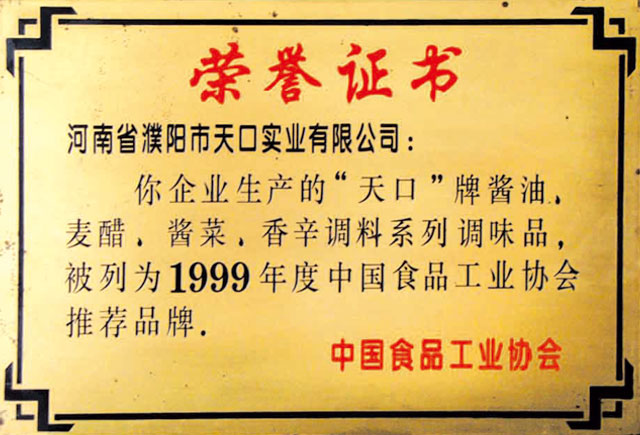 荣誉证书
河南省濮阳市天口实业有限公司：
你企业生产的“天口”牌酱油、
麦醋、酱菜、香辛调料系列调味品，
被列为1999年度中国食品工业协会
推荐品牌.
中国食品工业协会